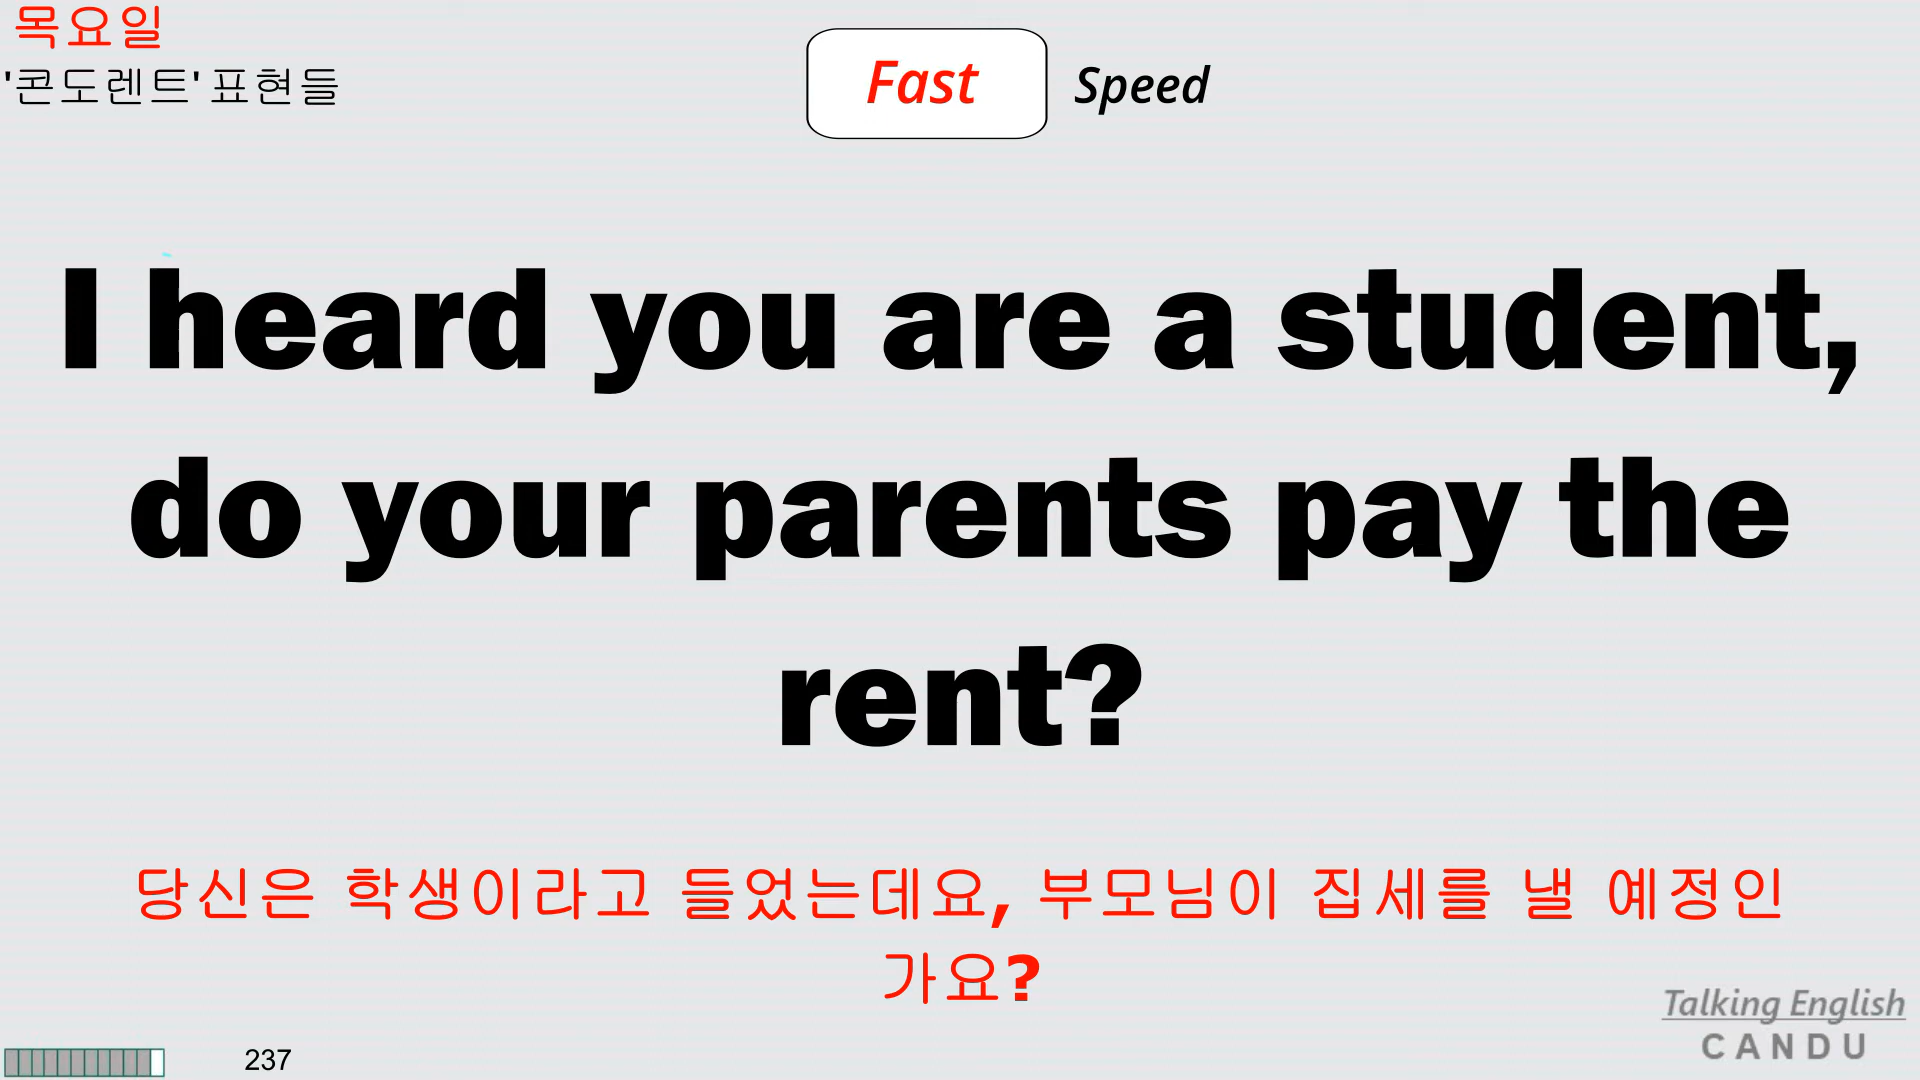 목요일
'콘도렌트' 표현들
Fast Speed
I heard you are a student,
do your parents pay the
rent?
당신은 학생이라고 들었는데요, 부모님이 집세를 낼 예정인
가요?
Talking English
CANDU
237